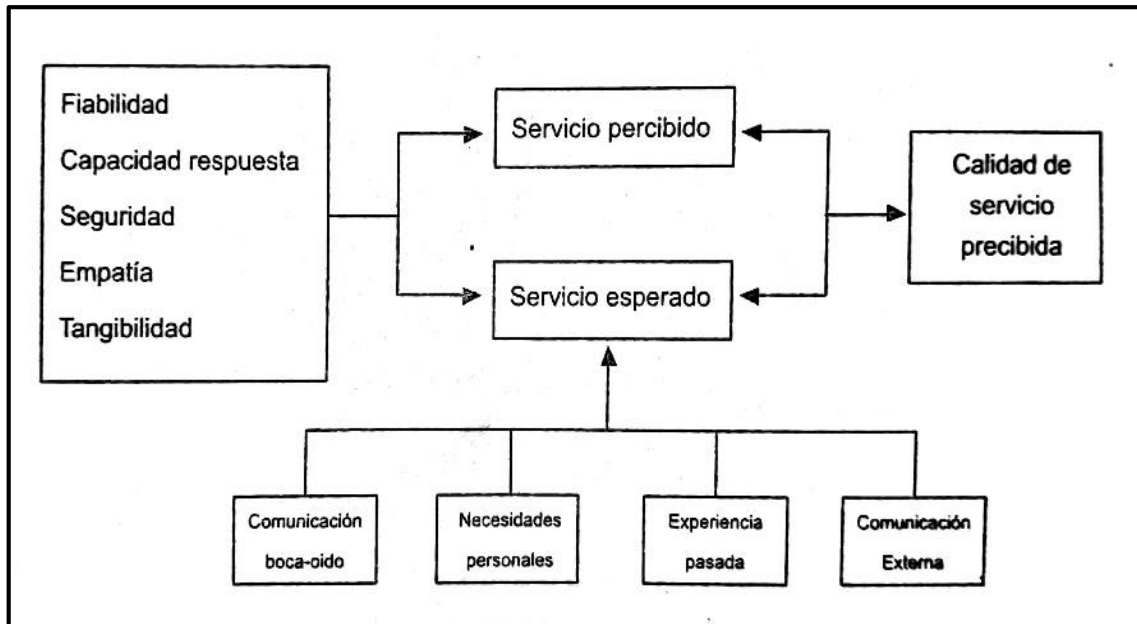 Fiabilidad
Capacidad respuesta
Seguridad
Empatía
Tangibilidad
Servicio percibido
Servicio esperado
Calidad de
servicio
precibida
Comunicación
boca-oido
Necesidades
personales
Experiencia
pasada
Comunicación
Externa